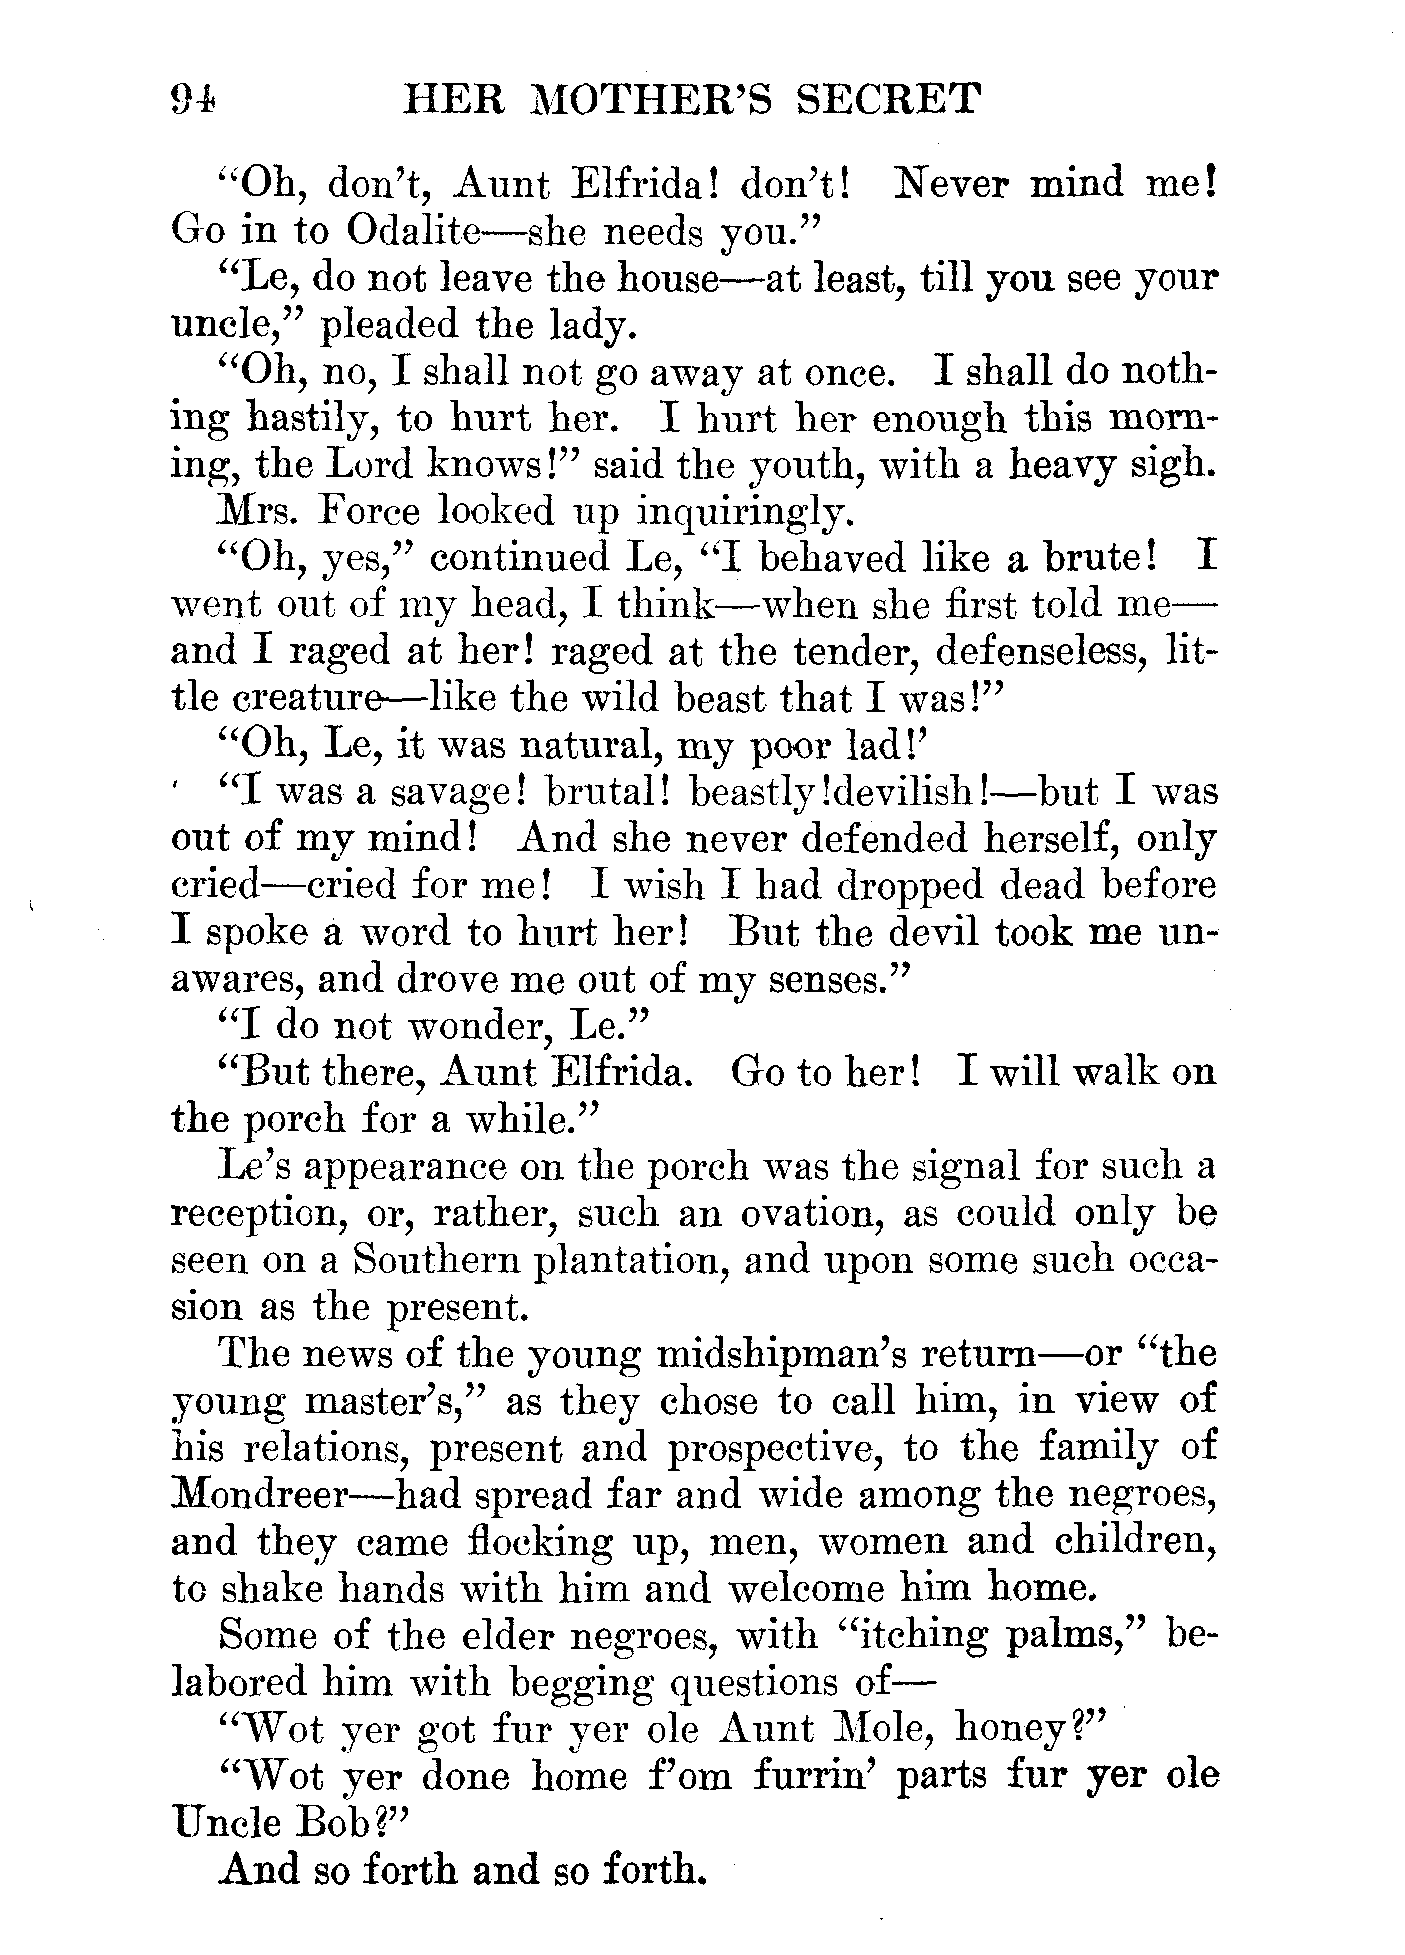 94 HER MOTHER'S SECRET
“Oh, don't, Aunt Elfrida! don't! Never mind me!
Go in to Odalite—she needs you.”
“Le, do not leave the house—at least, till you see your
uncle,” pleaded the lady.
“Oh, no, I shall not go away at once. I shall do noth-
ing hastily, to hurt her. I hurt her enough this morn-
ing, the Lord knows!” said the youth, with a heavy sigh.
Mrs. Force looked up inquiringly.
“Oh, yes,” continued Le, “I behaved like a brute! I
went out of my head, I think—when she first told me—
and I raged at her! raged at the tender, defenseless, lit-
tle creature—like the wild beast that I was!”
“Oh, Le, it was natural, my poor lad!’
“I was a savage! brutal! beastly!devilish!—but I was
out of my mind! And she never defended herself, only
cried—cried for me! I wish I had dropped dead before
I spoke a word to hurt her! But the devil took me un-
awares, and drove me out of my senses.”
“I do not wonder, Le.”
“But there, Aunt Elfrida. Go to her! I will walk on
the porch for a while.”
Le's appearance on the porch was the signal for such a
reception, or, rather, such an ovation, as could only be
seen on a Southern plantation, and upon some such occa-
sion as the present.
The news of the young midshipman's return—or “the
young master's,” as they chose to call him, in view of
his relations, present and prospective, to the family of
Mondreer—had spread far and wide among the negroes,
and they came flocking up, men, women and children,
to shake hands with him and welcome him home.
Some of the elder negroes, with “itching palms,” be-
labored him with begging questions of—
“Wot yer got fur yer ole Aunt Mole, honey?”
“Wot yer done home f'om furrin' parts fur yer ole
Uncle Bob?”
And so forth and so forth.